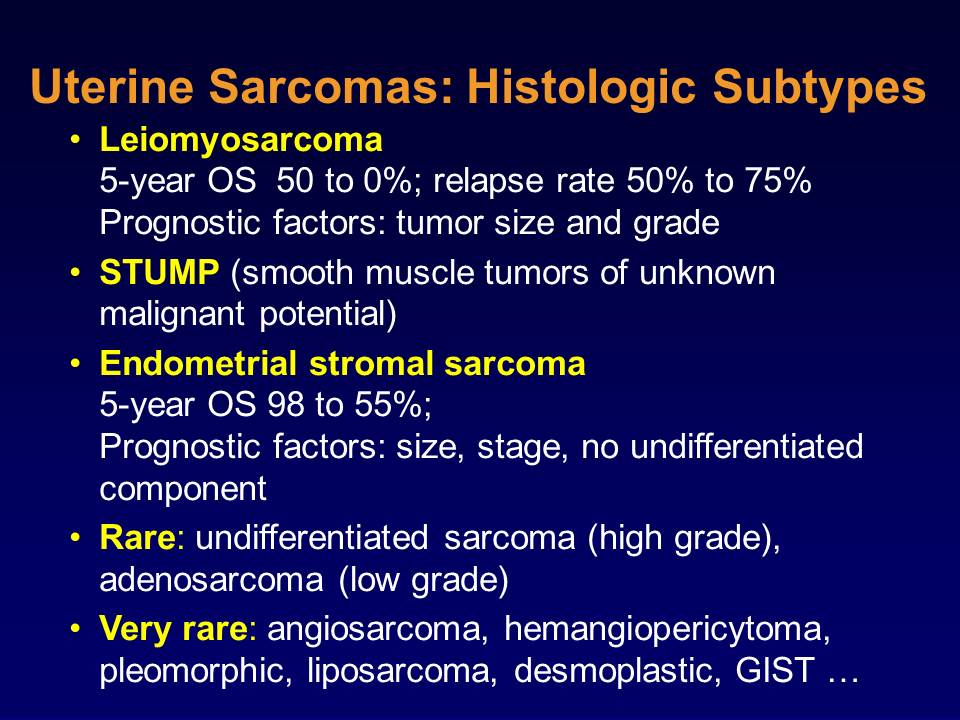 Uterine Sarcomas: Histologic Subtypes
• Leiomyosarcoma
5-year OS  50 to 0%; relapse rate 50% to 75%
Prognostic factors: tumor size and grade
• STUMP (smooth muscle tumors of unknown
malignant potential)
• Endometrial stromal sarcoma
5-year OS 98 to 55%;
Prognostic factors: size, stage, no undifferentiated
component
• Rare: undifferentiated sarcoma (high grade),
adenosarcoma (low grade)
• Very rare: angiosarcoma, hemangiopericytoma,
pleomorphic, liposarcoma, desmoplastic, GIST …